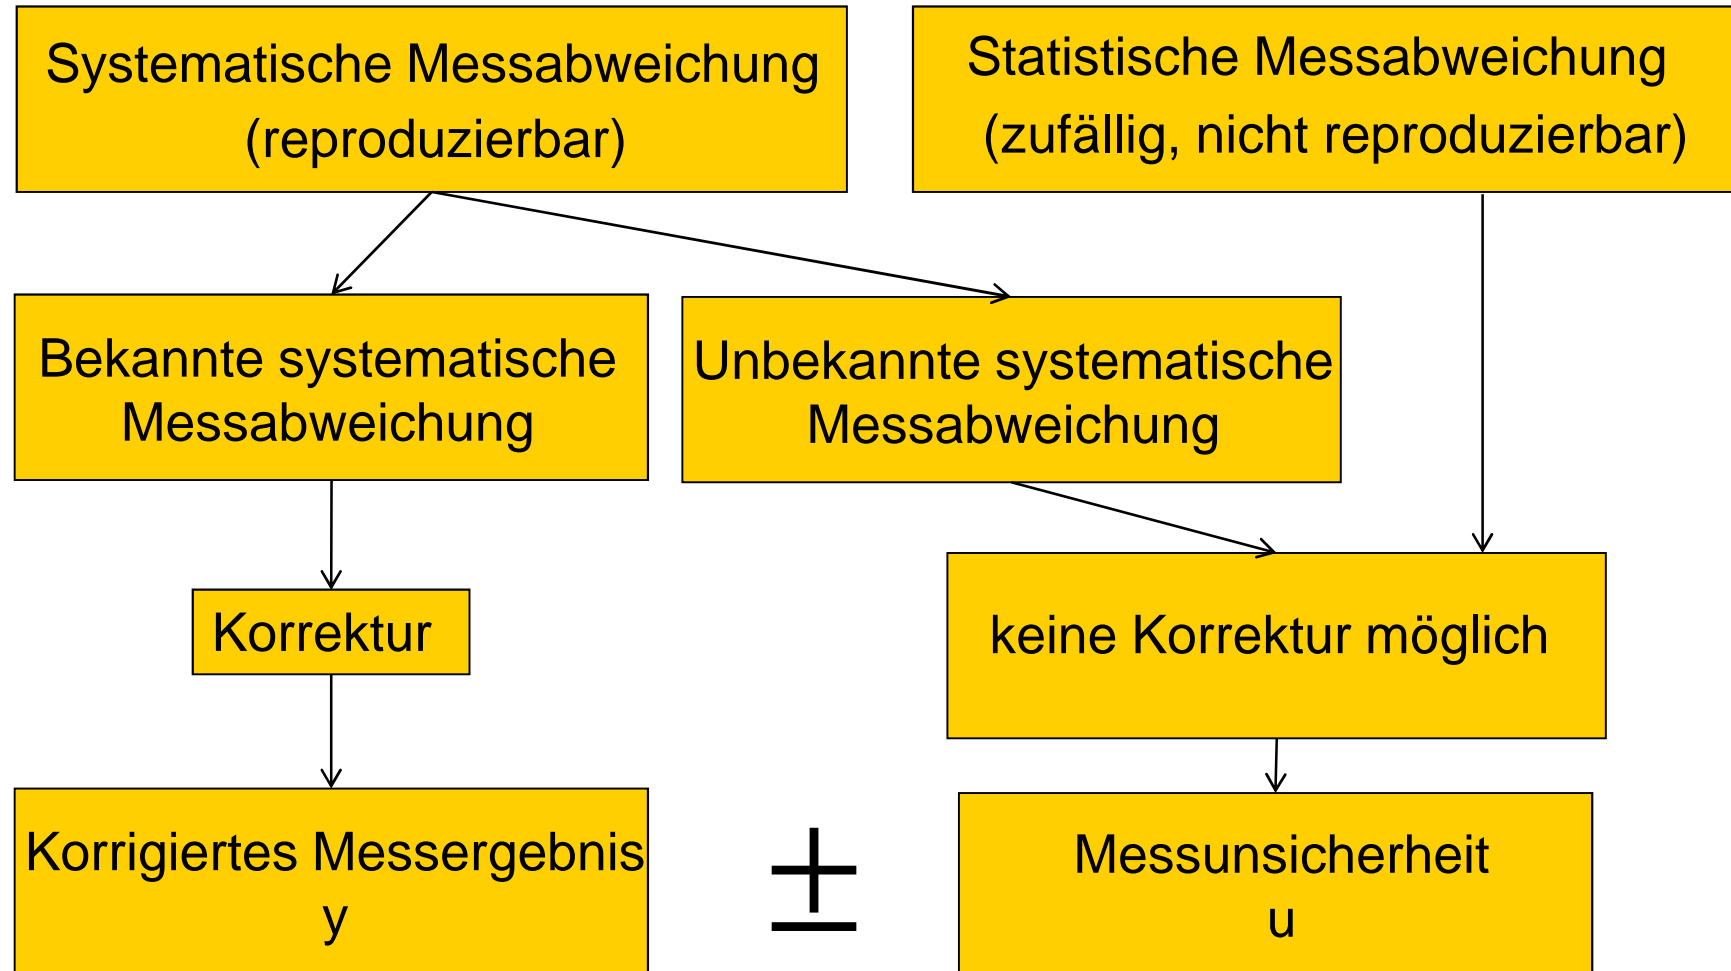 Systematische Messabweichung
(reproduzierbar)
Statistische Messabweichung
(zufällig, nicht reproduzierbar)
Bekannte systematische
Messabweichung
Unbekannte systematische
Messabweichung
Korrektur
keine Korrektur möglich
Korrigiertes Messergebnis
y
±
Messunsicherheit
u